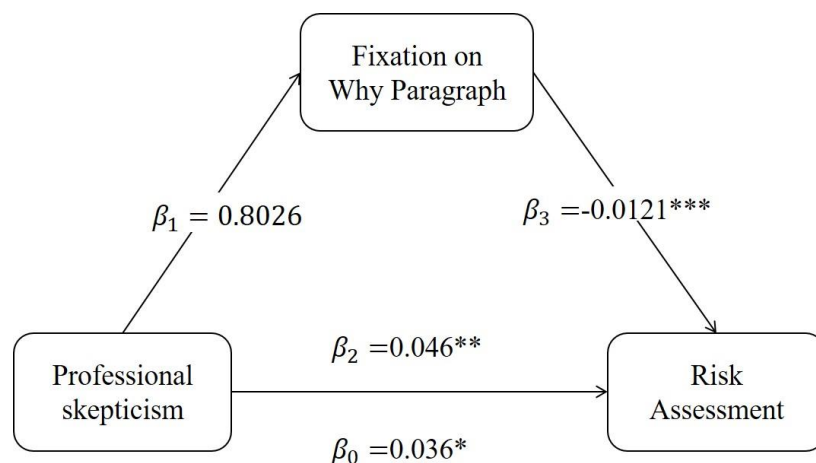 Fixation on
Why Paragraph
β₁ = 0.8026
β₃ =-0.0121***
Professional
skepticism
β₂ =0.046**
β₀ =0.036*
Risk
Assessment